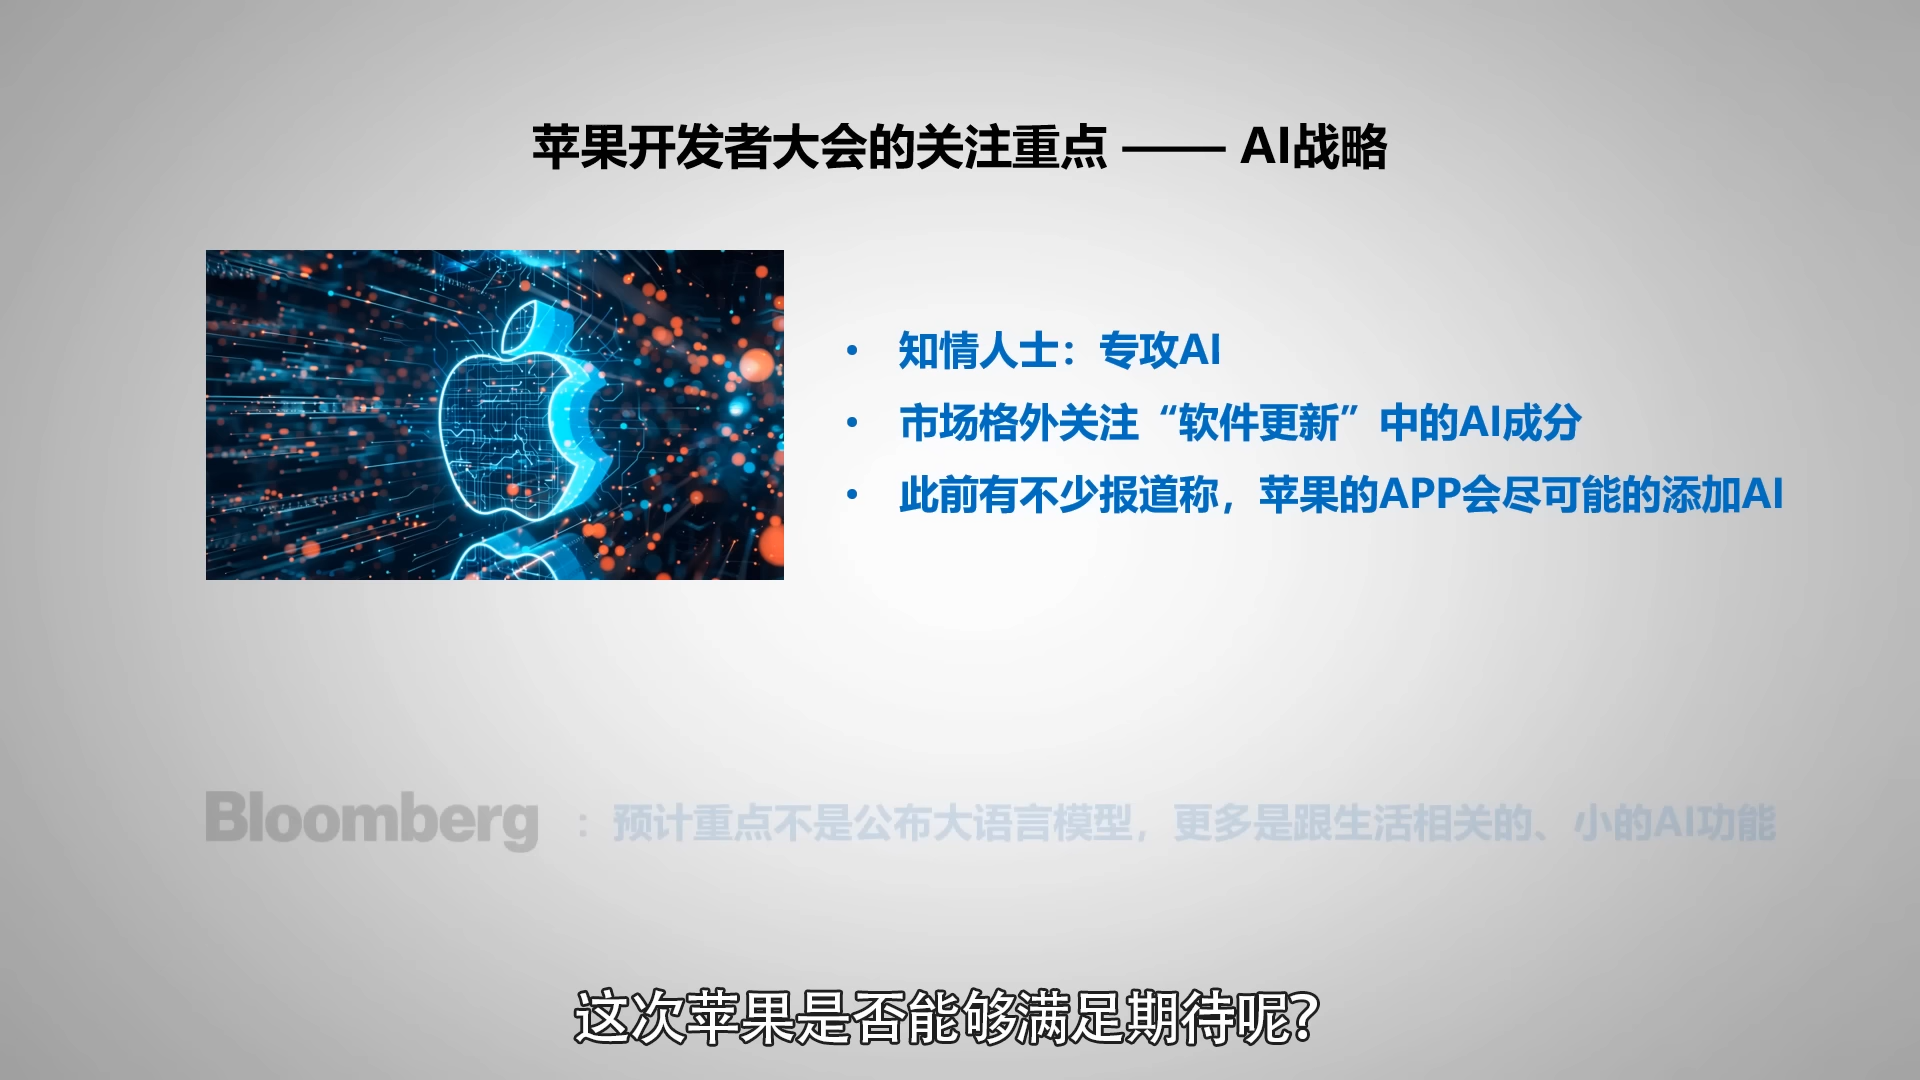 苹果开发者大会的关注重点 —— AI战略
• 知情人士：专攻AI
• 市场格外关注“软件更新”中的AI成分
• 此前有不少报道称，苹果的APP会尽可能的添加AI
Bloomberg ：预计重点不是公布大语言模型，更多是跟生活相关的、小的AI功能
这次苹果是否能够满足期待呢？